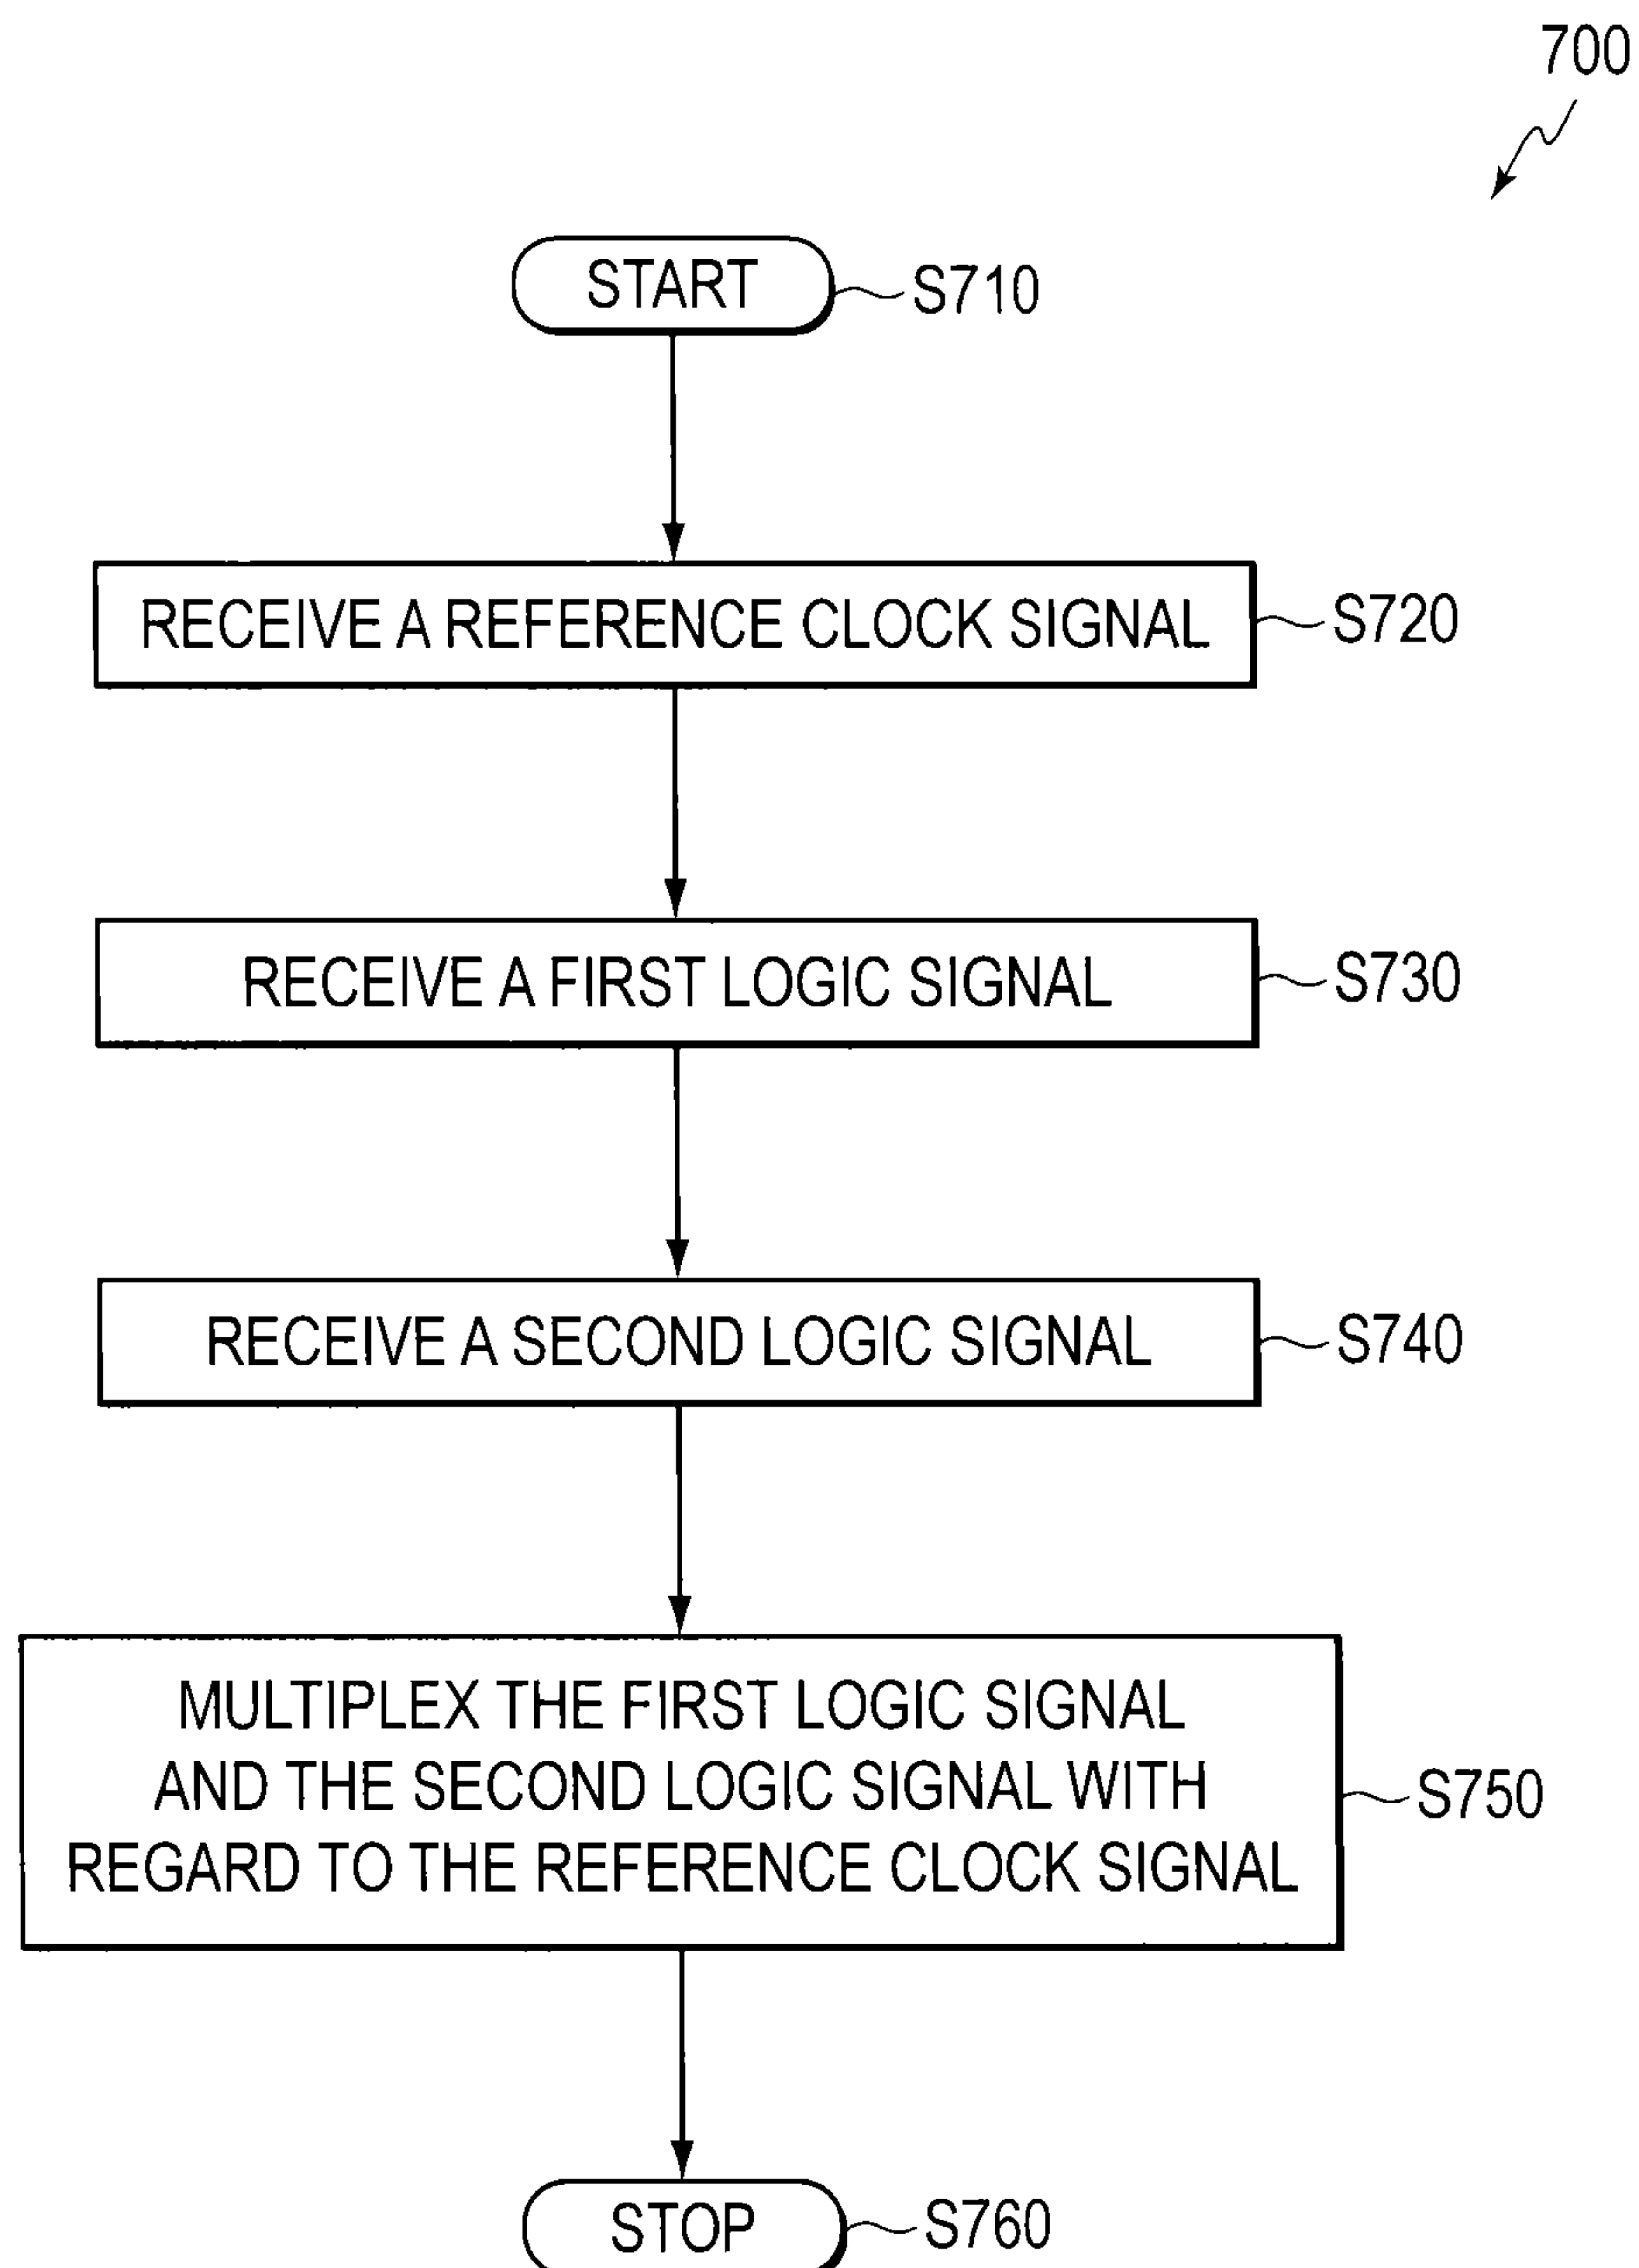 700
START
S710
RECEIVE A REFERENCE CLOCK SIGNAL
S720
RECEIVE A FIRST LOGIC SIGNAL
S730
RECEIVE A SECOND LOGIC SIGNAL
S740
MULTIPLEX THE FIRST LOGIC SIGNAL
AND THE SECOND LOGIC SIGNAL WITH
REGARD TO THE REFERENCE CLOCK SIGNAL
S750
STOP
S760